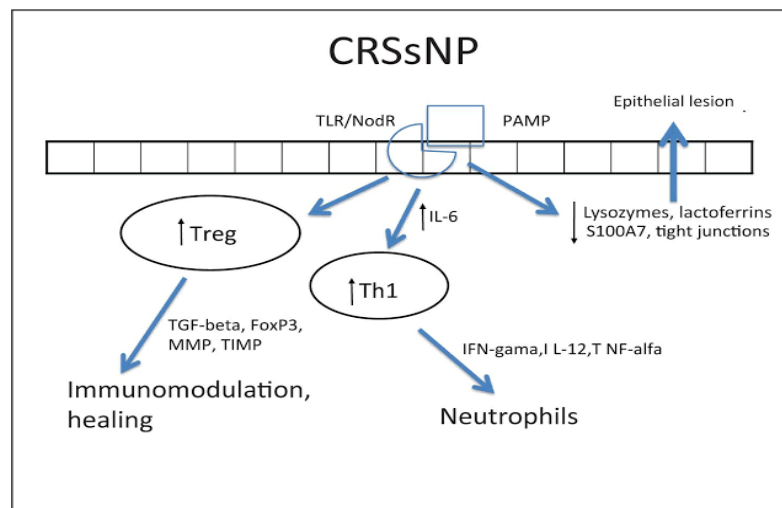 CRSsNP
Epithelial lesion .
TLR/NodR
PAMP
↑Treg
↑IL-6
↓ Lysozymes, lactoferrins
S100A7, tight junctions
↑Th1
TGF-beta, FoxP3,
MMP, TIMP
IFN-gama,I L-12,T NF-alfa
Immunomodulation,
healing
Neutrophils